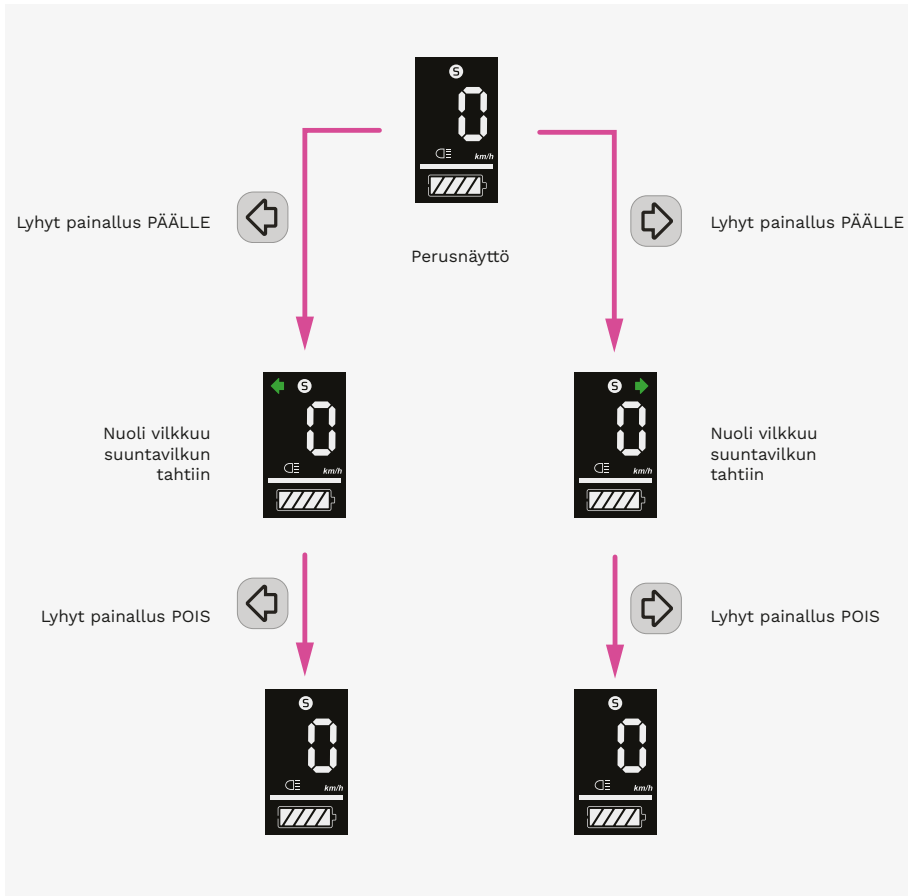 S
0
km/h
Lyhyt painallus PÄÄLLE
Lyhyt painallus PÄÄLLE
Perusnäyttö
S
0
km/h
S
0
km/h
Nuoli vilkkuu
suuntavilkun
tahtiin
Nuoli vilkkuu
suuntavilkun
tahtiin
Lyhyt painallus POIS
Lyhyt painallus POIS
S
0
km/h
S
0
km/h